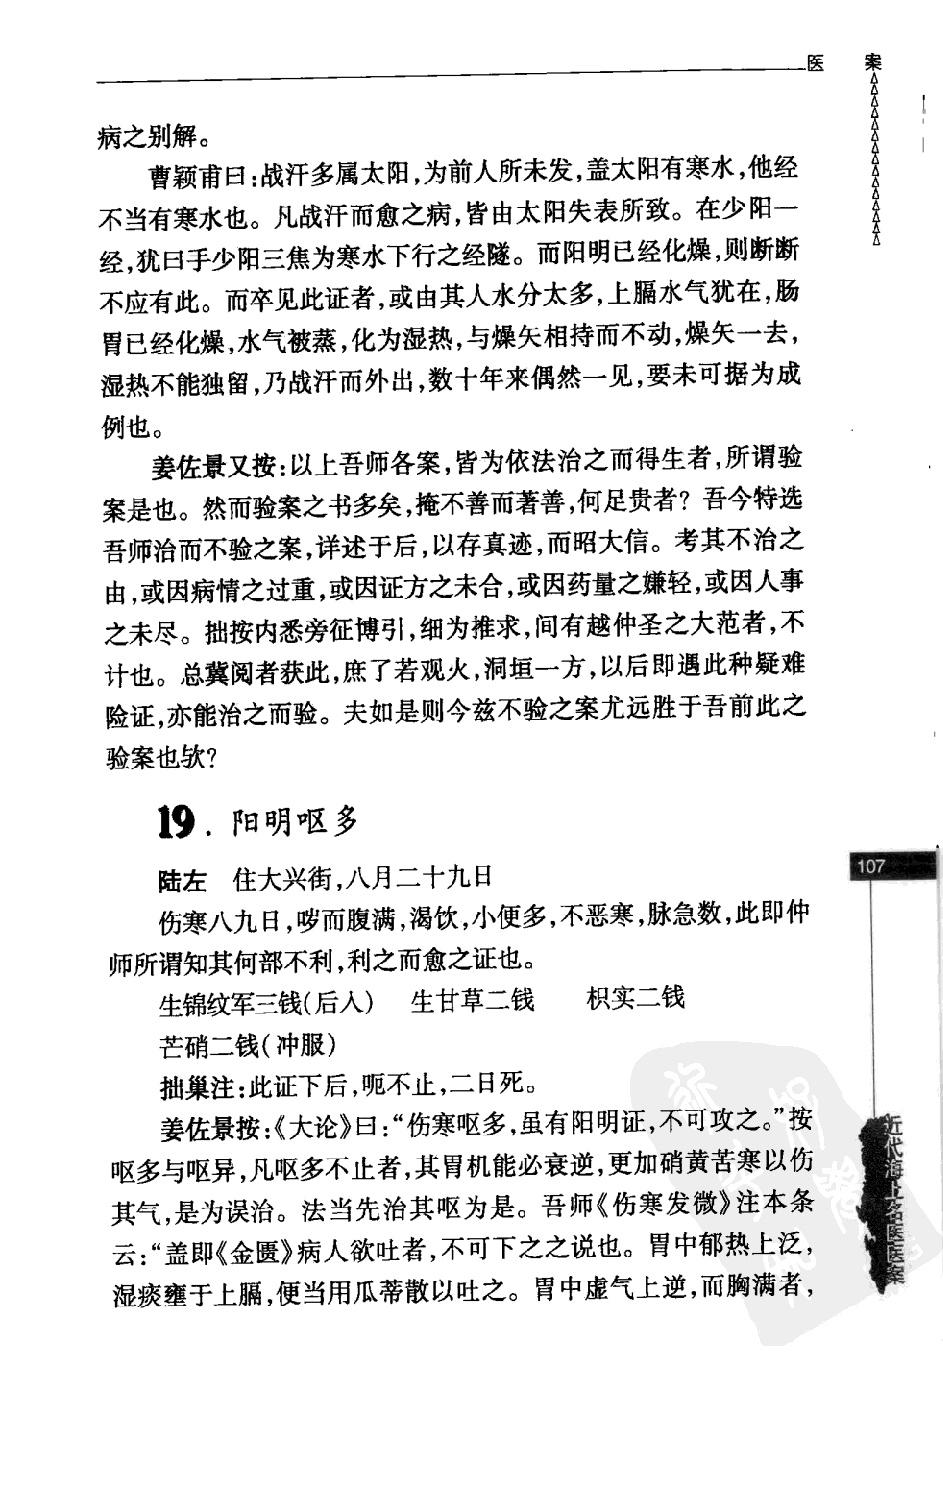 医 案
病之别解。
曹颖甫曰:战汗多属太阳,为前人所未发,盖太阳有寒水,他经
不当有寒水也。凡战汗而愈之病,皆由太阳失表所致。在少阳一
经,犹曰手少阳三焦为寒水下行之经隧。而阳明已经化燥,则断断
不应有此。而卒见此证者,或由其人水分太多,上膈水气犹在,肠
胃已经化燥,水气被蒸,化为湿热,与燥矢相持而不动,燥矢一去,
湿热不能独留,乃战汗而外出,数十年来偶然一见,要未可据为成
例也。
姜佐景又按:以上吾师各案,皆为依法治之而得生者,所谓验
案是也。然而验案之书多矣,掩不善而著善,何足贵者?吾今特选
吾师治而不验之案,详述于后,以存真迹,而昭大信。考其不治之
由,或因病情之过重,或因证方之未合,或因药量之嫌轻,或因人事
之未尽。拙按内悉旁征博引,细为推求,间有越仲圣之大范者,不
计也。总冀阅者获此,庶了若观火,洞垣一方,以后即遇此种疑难
险证,亦能治之而验。夫如是则今兹不验之案尤远胜于吾前此之
验案也欤?
19. 阳明呕多
陆左 住大兴街,八月二十九日
伤寒八九日,哕而腹满,渴饮,小便多,不恶寒,脉急数,此即仲
师所谓知其何部不利,利之而愈之证也。
生锦纹军三钱(后入) 生甘草二钱 枳实二钱
芒硝二钱(冲服)
拙巢注:此证下后,呃不止,二日死。
姜佐景按:《大论》曰:“伤寒呕多,虽有阳明证,不可攻之。”按
呕多与呕异,凡呕多不止者,其胃机能必衰逆,更加硝黄苦寒以伤
其气,是为误治。法当先治其呕为是。吾师《伤寒发微》注本条
云:“盖即《金匮》病人欲吐者,不可下之之说也。胃中郁热上泛,
湿痰壅于上膈,便当用瓜蒂散以吐之。胃中虚气上逆,而胸满者,
107
近代海上名医医案